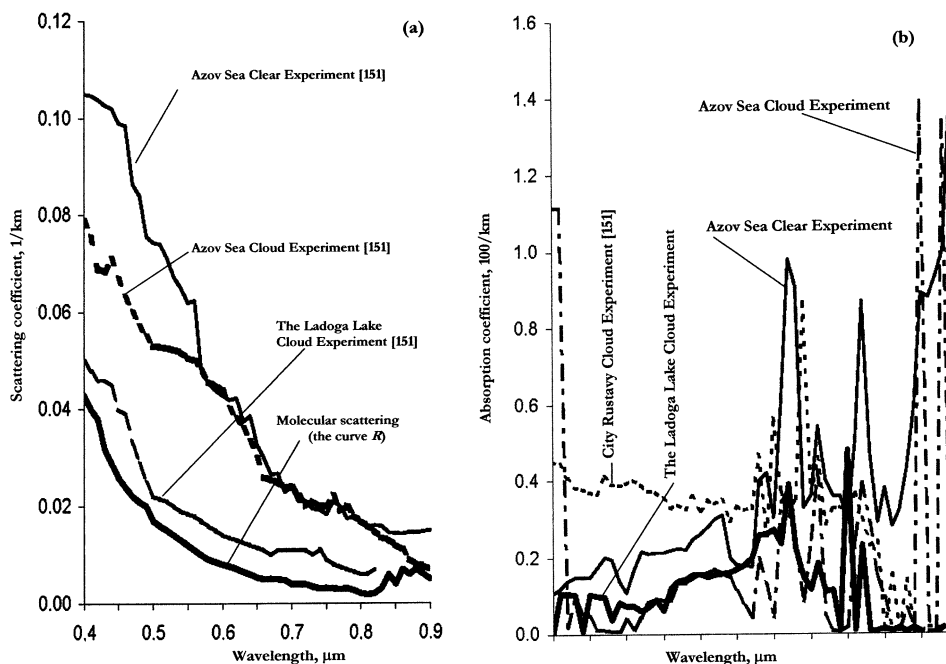 (a)
0.12
0.10
0.08
0.06
0.04
0.02
0.00
Scattering coefficient, 1/km
Azov Sea Clear Experiment [151]
Azov Sea Cloud Experiment [151]
The Ladoga Lake
Cloud Experiment [151]
Molecular scattering
(the curve R)
0.4 0.5 0.6 0.7 0.8 0.9
Wavelength, μm
(b)
1.6
1.4
1.2
1.0
0.8
0.6
0.4
0.2
0.0
Absorption coefficient, 100/km
Azov Sea Cloud Experiment
Azov Sea Clear Experiment
City Rustavy Cloud Experiment [151]
The Ladoga Lake Cloud Experiment
Wavelength, μm